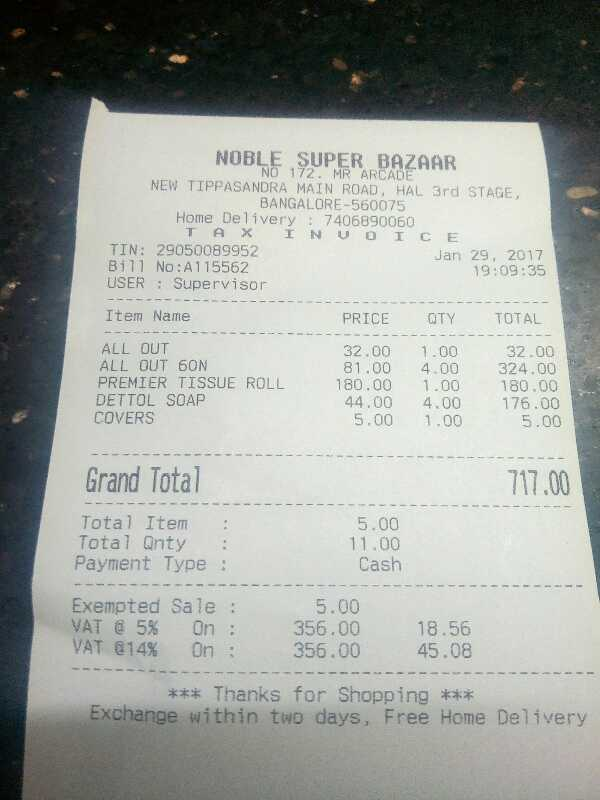 NOBLE SUPER BAZAAR
NO 172. MR ARCADE
NEW TIPPASANDRA MAIN ROAD, HAL 3rd STAGE,
BANGALORE-560075
Home Delivery : 7406890060
TAX INVOICE
TIN: 29050089952 Jan 29, 2017
Bill No:A115562 19:09:35
USER : Supervisor
Item Name PRICE QTY TOTAL
ALL OUT 32.00 1.00 32.00
ALL OUT 60N 81.00 4.00 324.00
PREMIER TISSUE ROLL 180.00 1.00 180.00
DETTOL SOAP 44.00 4.00 176.00
COVERS 5.00 1.00 5.00
Grand Total 717.00
Total Item : 5.00
Total Qnty : 11.00
Payment Type : Cash
Exempted Sale : 5.00
VAT @ 5% On : 356.00 18.56
VAT @14% On : 356.00 45.08
*** Thanks for Shopping ***
Exchange within two days, Free Home Delivery